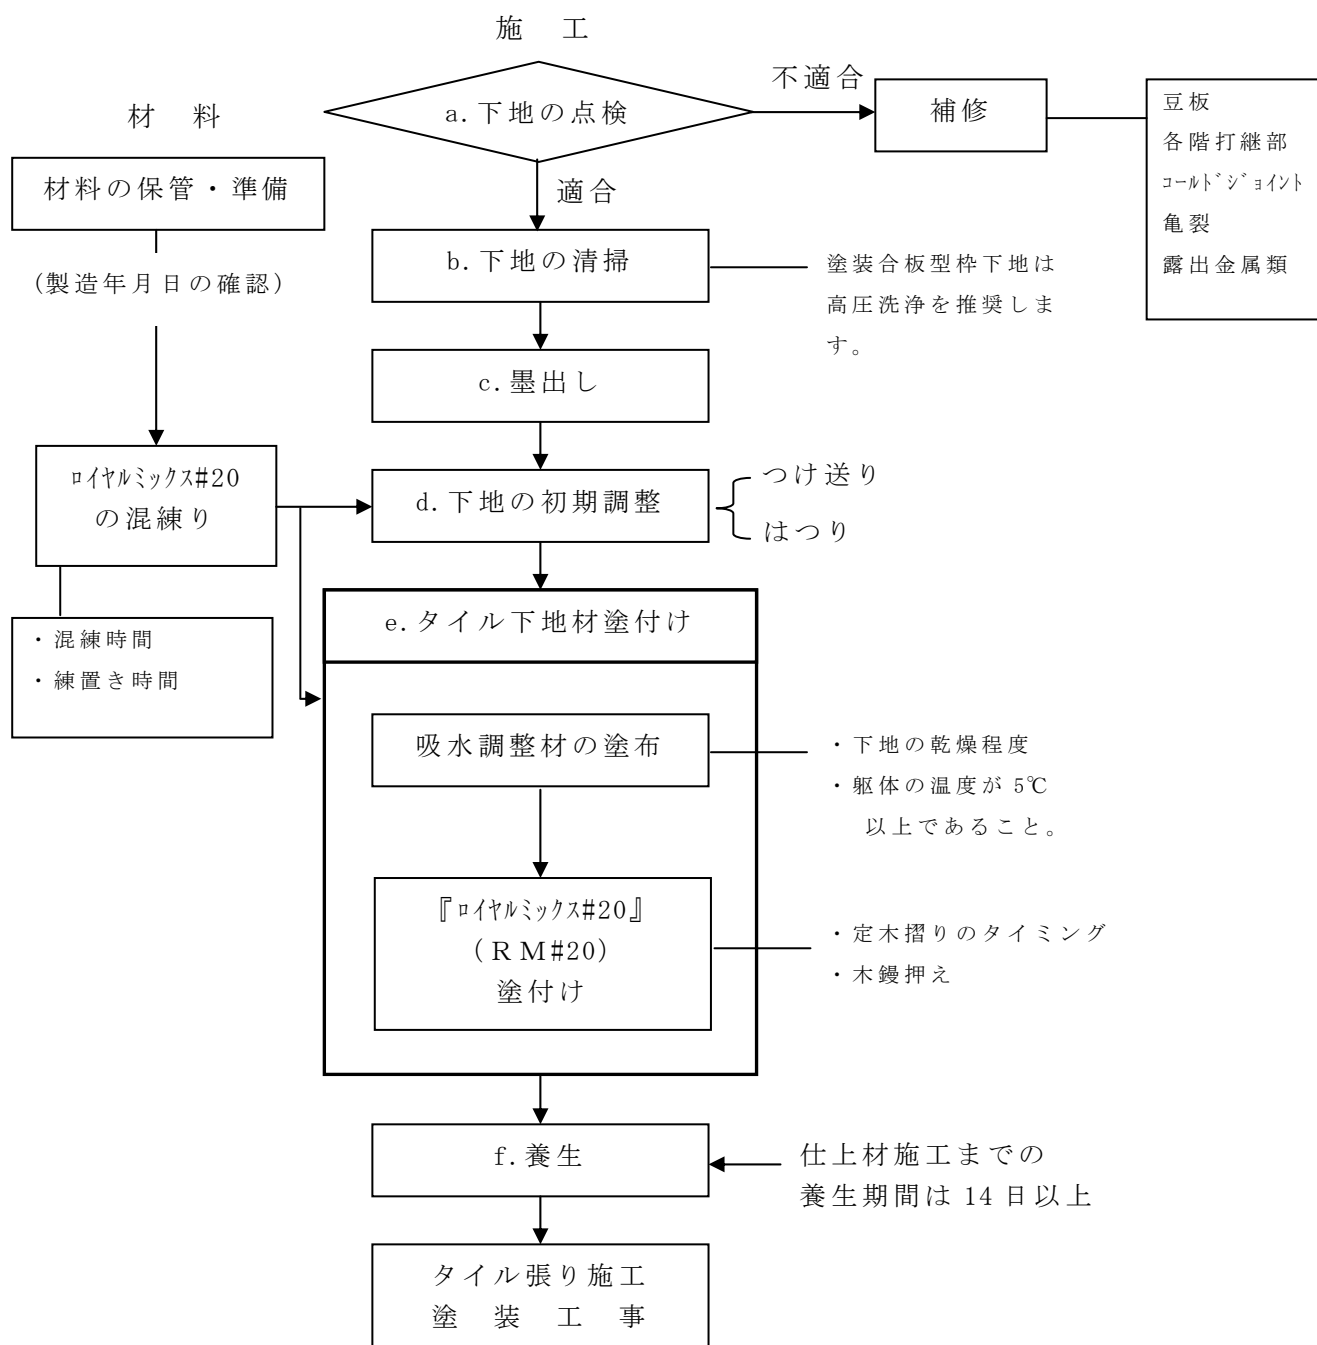 施　工
材　料
a.下地の点検
不適合
補修
豆板
各階打継部
ｺｰﾙﾄﾞｼﾞｮｲﾝﾄ
亀裂
露出金属類
材料の保管・準備
適合
(製造年月日の確認)
b.下地の清掃
塗装合板型枠下地は
高圧洗浄を推奨しま
す。
c.墨出し
ﾛｲﾔﾙﾐｯｸｽ#20
の混練り
d.下地の初期調整
つけ送り
はつり
・混練時間
・練置き時間
e.タイル下地材塗付け
吸水調整材の塗布
・下地の乾燥程度
・躯体の温度が 5℃
以上であること。
『ﾛｲﾔﾙﾐｯｸｽ#20』
(ＲＭ#20)
塗付け
・定木摺りのタイミング
・木鏝押え
f.養生
仕上材施工までの
養生期間は 14 日以上
タイル張り施工
塗　装　工　事